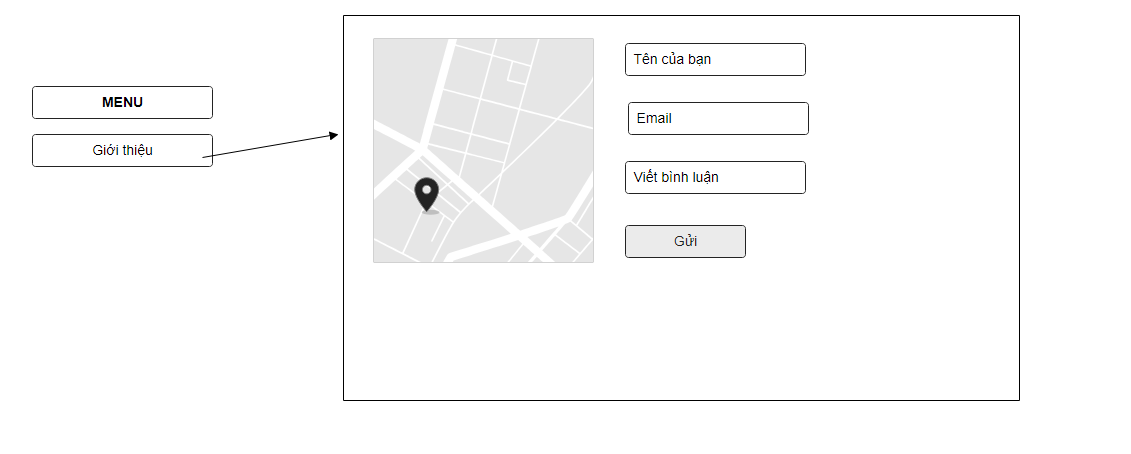 MENU
Giới thiệu
Tên của bạn
Email
Viết bình luận
Gửi